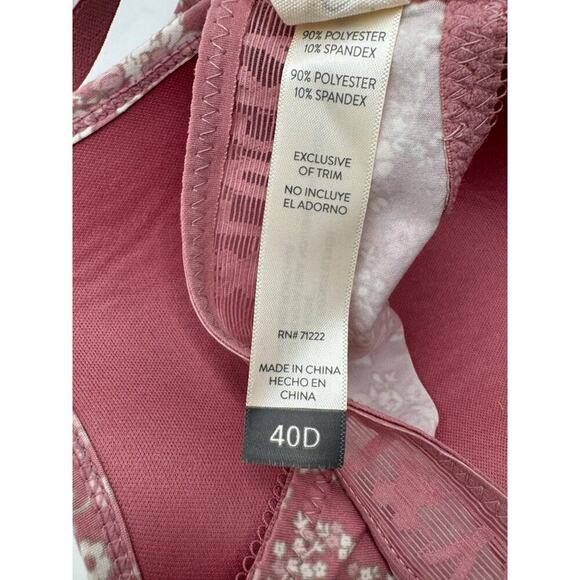 90% POLYESTER
10% SPANDEX
90% POLYESTER
10% SPANDEX
EXCLUSIVE
OF TRIM
NO INCLUYE
EL ADORNO
RN# 71222
MADE IN CHINA
HECHO EN
CHINA
40D